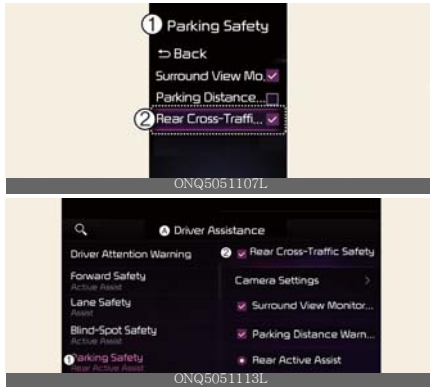 ① Parking Safety
Back
Surround View Mo.
Parking Distance...
② Rear Cross-Traffi...
ONQ5051107L
Ⓐ Driver Assistance
Driver Attention Warning
② Rear Cross-Traffic Safety
Forward Safety
Active Assist
Camera Settings >
Lane Safety
Assist
Surround View Monitor...
Blind-Spot Safety
Active Assist
Parking Distance Warn...
① Parking Safety
Rear Active Assist
Rear Active Assist
ONQ5051113L